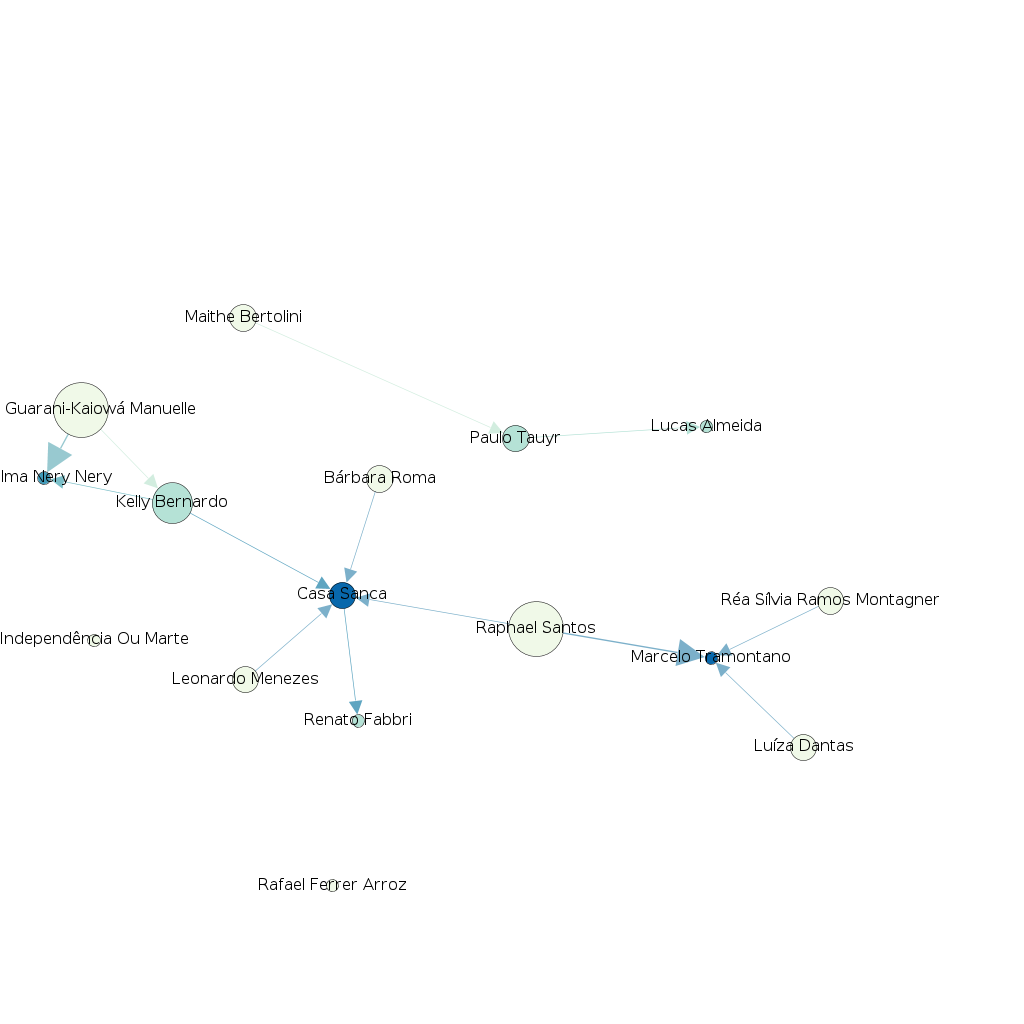 Maithe Bertolini
Guarani-Kaiowá Manuelle
Lucas Almeida
Paulo Tauyr
lma Nery Nery
Bárbara Roma
Kelly Bernardo
Casa Sanca
Réa Sílvia Ramos Montagner
Raphael Santos
Independência Ou Marte
Marcelo Tramontano
Leonardo Menezes
Renato Fabbri
Luíza Dantas
Rafael Ferrer Arroz